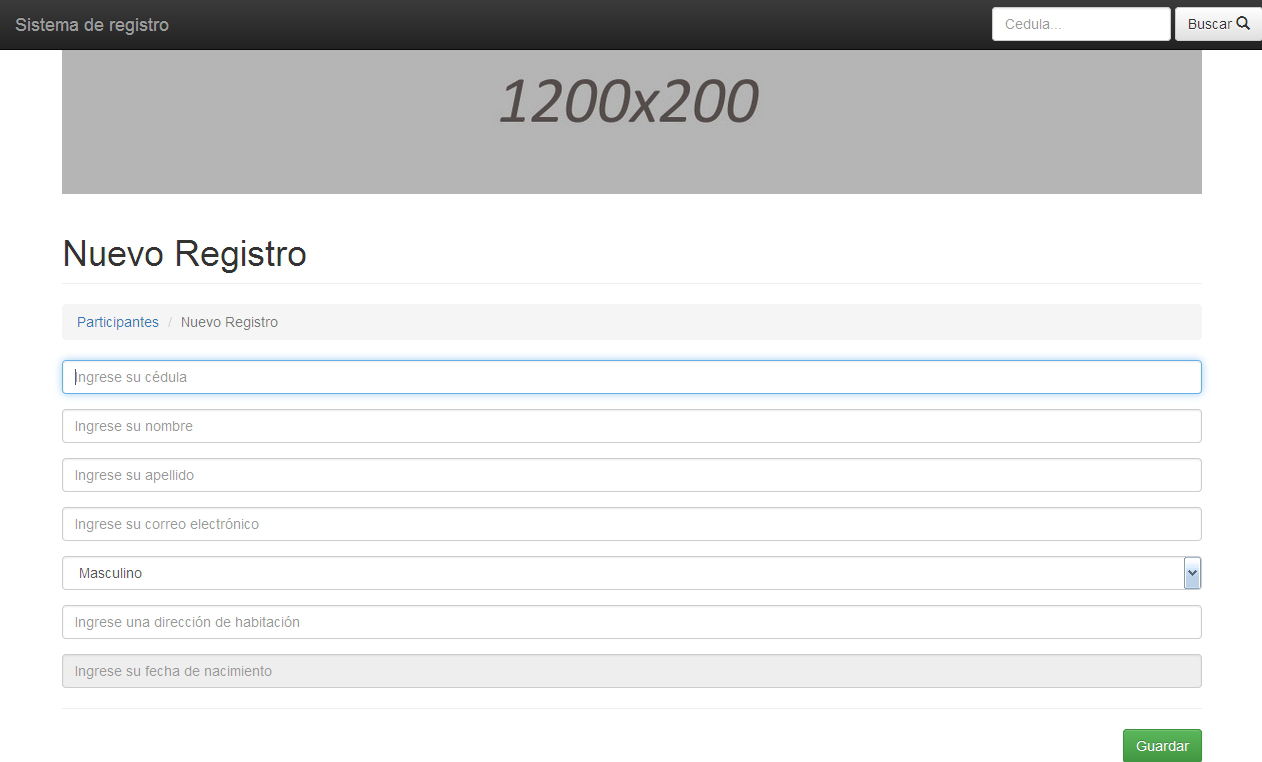 Sistema de registro Cedula... Buscar
1200x200
Nuevo Registro
Participantes / Nuevo Registro
Ingrese su cédula
Ingrese su nombre
Ingrese su apellido
Ingrese su correo electrónico
Masculino
Ingrese una dirección de habitación
Ingrese su fecha de nacimiento
Guardar